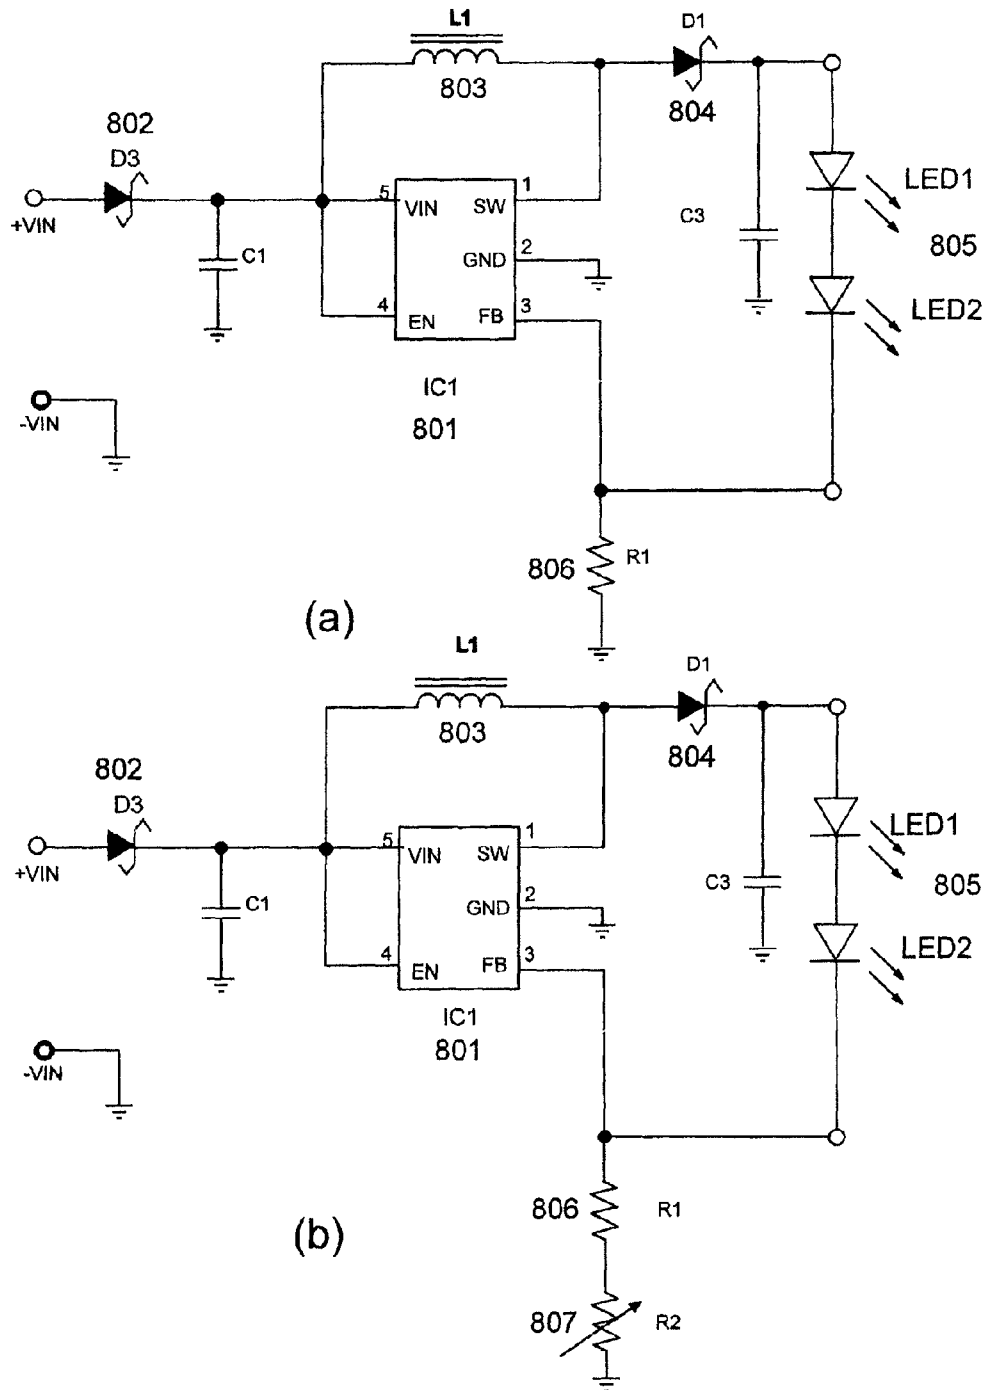 L1
803
D1
804
802
D3
+VIN
C1
5
VIN
SW
1
GND
2
4
EN
FB
3
IC1
801
C3
LED1
805
LED2
-VIN
806
R1
(a)
L1
803
D1
804
802
D3
+VIN
C1
5
VIN
SW
1
GND
2
4
EN
FB
3
IC1
801
C3
LED1
805
LED2
-VIN
806
R1
(b)
807
R2